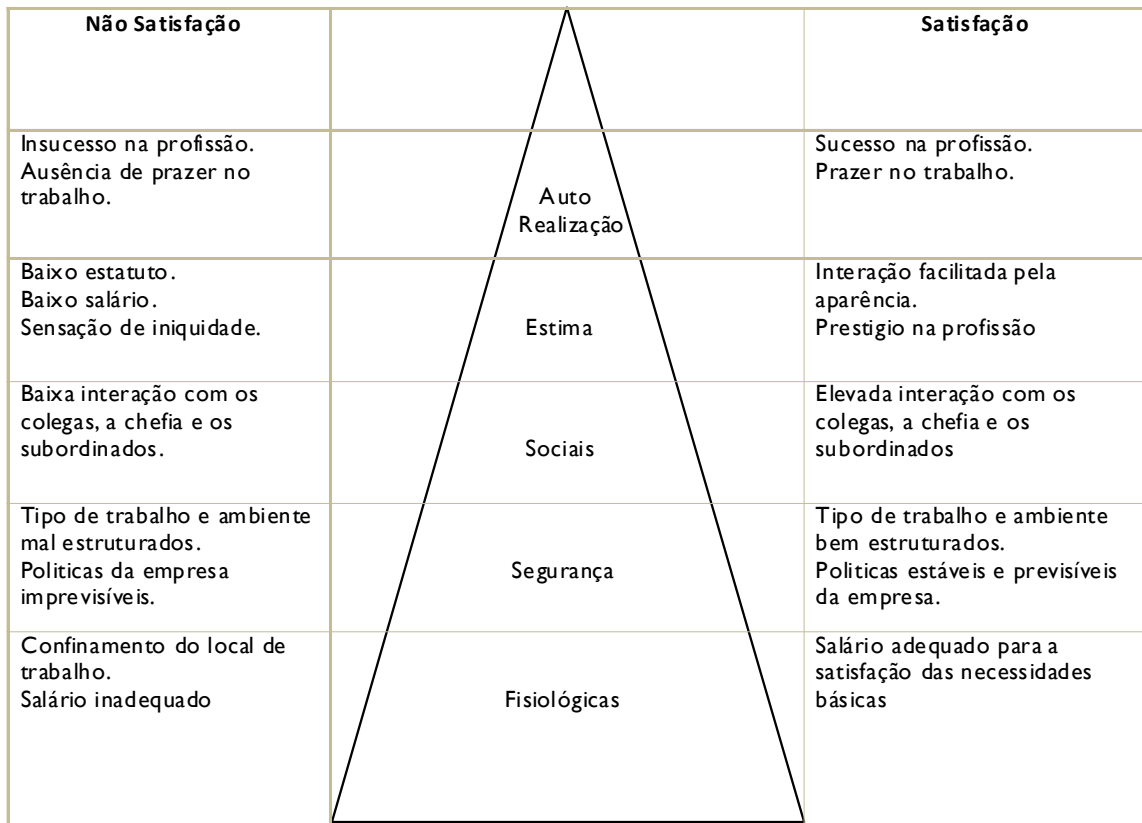 Não Satisfação
Satisfação
Insucesso na profissão.
Ausência de prazer no
trabalho.
Auto
Realização
Sucesso na profissão.
Prazer no trabalho.
Baixo estatuto.
Baixo salário.
Sensação de iniquidade.
Estima
Interação facilitada pela
aparência.
Prestigio na profissão
Baixa interação com os
colegas, a chefia e os
subordinados.
Sociais
Elevada interação com os
colegas, a chefia e os
subordinados
Tipo de trabalho e ambiente
mal estruturados.
Politicas da empresa
imprevisíveis.
Segurança
Tipo de trabalho e ambiente
bem estruturados.
Politicas estáveis e previsíveis
da empresa.
Confinamento do local de
trabalho.
Salário inadequado
Fisiológicas
Salário adequado para a
satisfação das necessidades
básicas